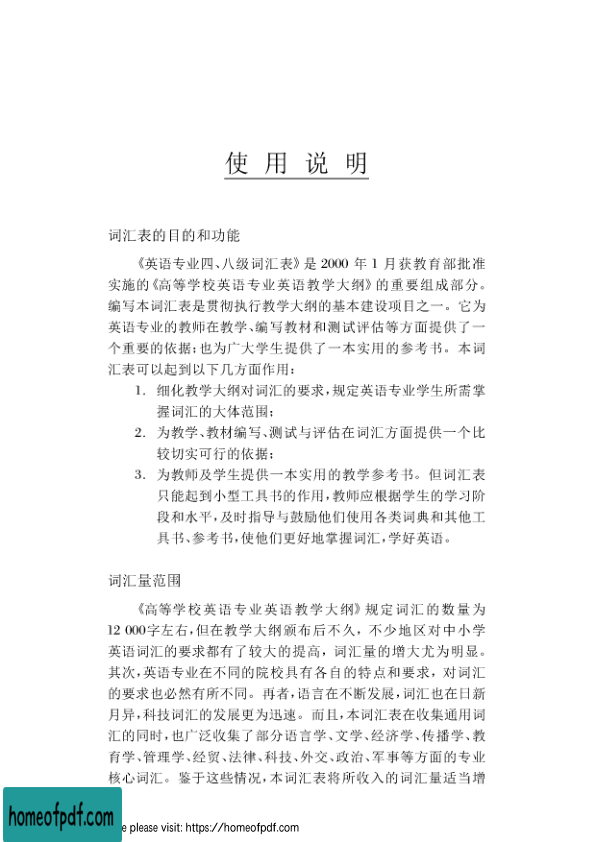 使用说明
词汇表的目的和功能
《英语专业四、八级词汇表》是 2000 年 1 月获教育部批准
实施的《高等学校英语专业英语教学大纲》的重要组成部分。
编写本词汇表是贯彻执行教学大纲的基本建设项目之一。它为
英语专业的教师在教学、编写教材和测试评估等方面提供了一
个重要的依据;也为广大学生提供了一本实用的参考书。本词
汇表可以起到以下几方面作用:
1. 细化教学大纲对词汇的要求,规定英语专业学生所需掌
握词汇的大体范围;
2. 为教学、教材编写、测试与评估在词汇方面提供一个比
较切实可行的依据;
3. 为教师及学生提供一本实用的教学参考书。但词汇表
只能起到小型工具书的作用,教师应根据学生的学习阶
段和水平,及时指导与鼓励他们使用各类词典和其他工
具书、参考书,使他们更好地掌握词汇,学好英语。
词汇量范围
《高等学校英语专业英语教学大纲》规定词汇的数量为
12 000字左右,但在教学大纲颁布后不久,不少地区对中小学
英语词汇的要求都有了较大的提高,词汇量的增大尤为明显。
其次,英语专业在不同的院校具有各自的特点和要求,对词汇
的要求也必然有所不同。再者,语言在不断发展,词汇也在日新
月异,科技词汇的发展更为迅速。而且,本词汇表在收集通用词
汇的同时,也广泛收集了部分语言学、文学、经济学、传播学、教
育学、管理学、经贸、法律、科技、外交、政治、军事等方面的专业
核心词汇。鉴于这些情况,本词汇表将所收入的词汇量适当增
homeofpdf.com
e please visit: https://homeofpdf.com